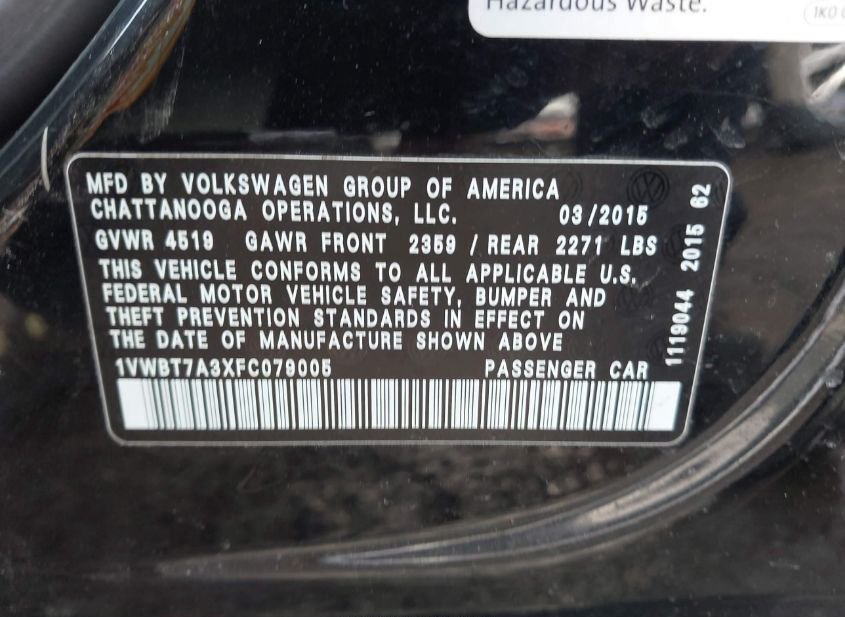 Hazardous Waste.
1K0
MFD BY VOLKSWAGEN GROUP OF AMERICA
CHATTANOOGA OPERATIONS, LLC. 03/2015
GVWR 4519 GAWR FRONT 2359 / REAR 2271 LBS
THIS VEHICLE CONFORMS TO ALL APPLICABLE U.S.
FEDERAL MOTOR VEHICLE SAFETY, BUMPER AND
THEFT PREVENTION STANDARDS IN EFFECT ON
THE DATE OF MANUFACTURE SHOWN ABOVE
1VWBT7A3XFC079005 PASSENGER CAR
1119044 2015 62